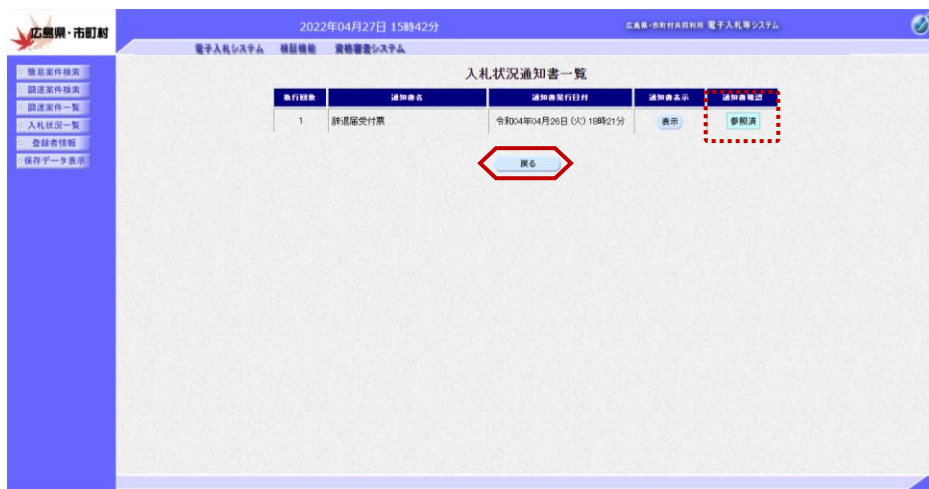 広島県・市町村
2022年04月27日 15時42分
広島県・市町村共同利用 電子入札等システム
電子入札システム 検証機能 資格審査システム
簡易案件検索
調達案件検索
調達案件一覧
入札状況一覧
登録者情報
保存データ表示
入札状況通知書一覧
執行回数 通知書名 通知書発行日付 通知書表示 通知書確認
1 辞退届受付票 令和04年04月26日 (火) 18時21分 表示 参照済
戻る